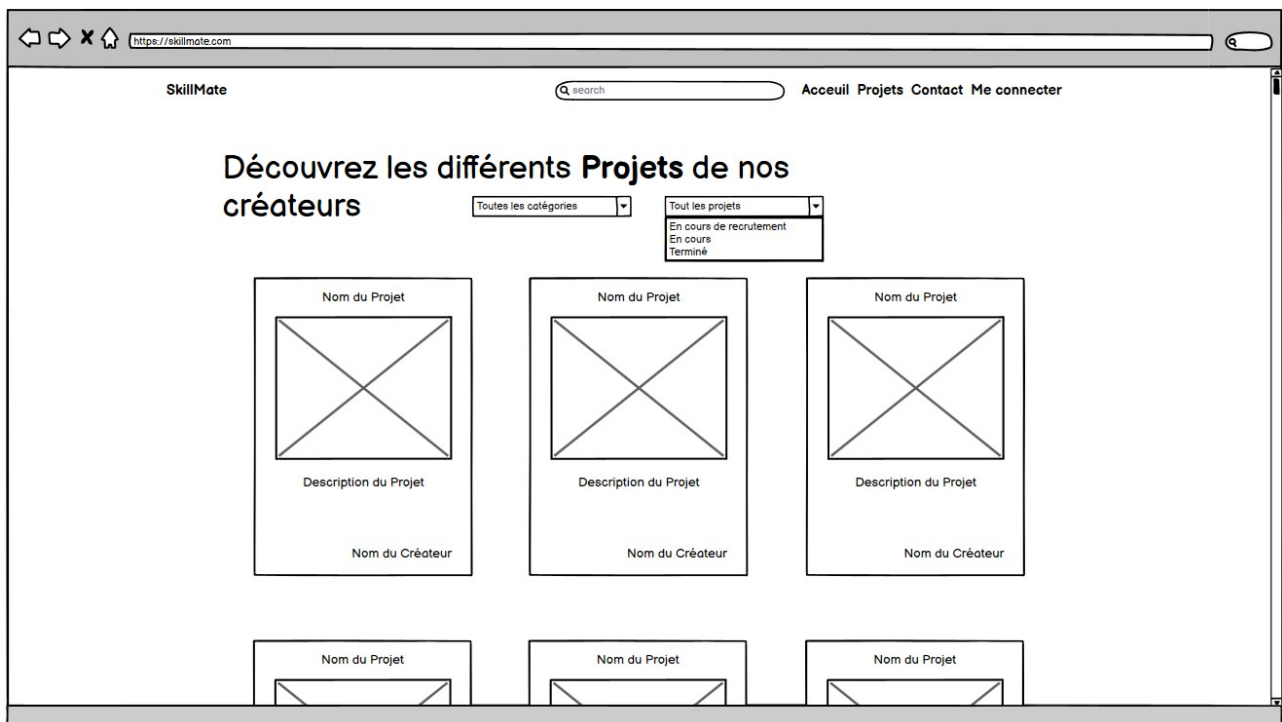 https://skillmate.com
SkillMate
search
Acceuil Projets Contact Me connecter
Découvrez les différents Projets de nos
créateurs
Toutes les catégories
Tout les projets
En cours de recrutement
En cours
Terminé
Nom du Projet
Description du Projet
Nom du Créateur
Nom du Projet
Description du Projet
Nom du Créateur
Nom du Projet
Description du Projet
Nom du Créateur
Nom du Projet
Nom du Projet
Nom du Projet